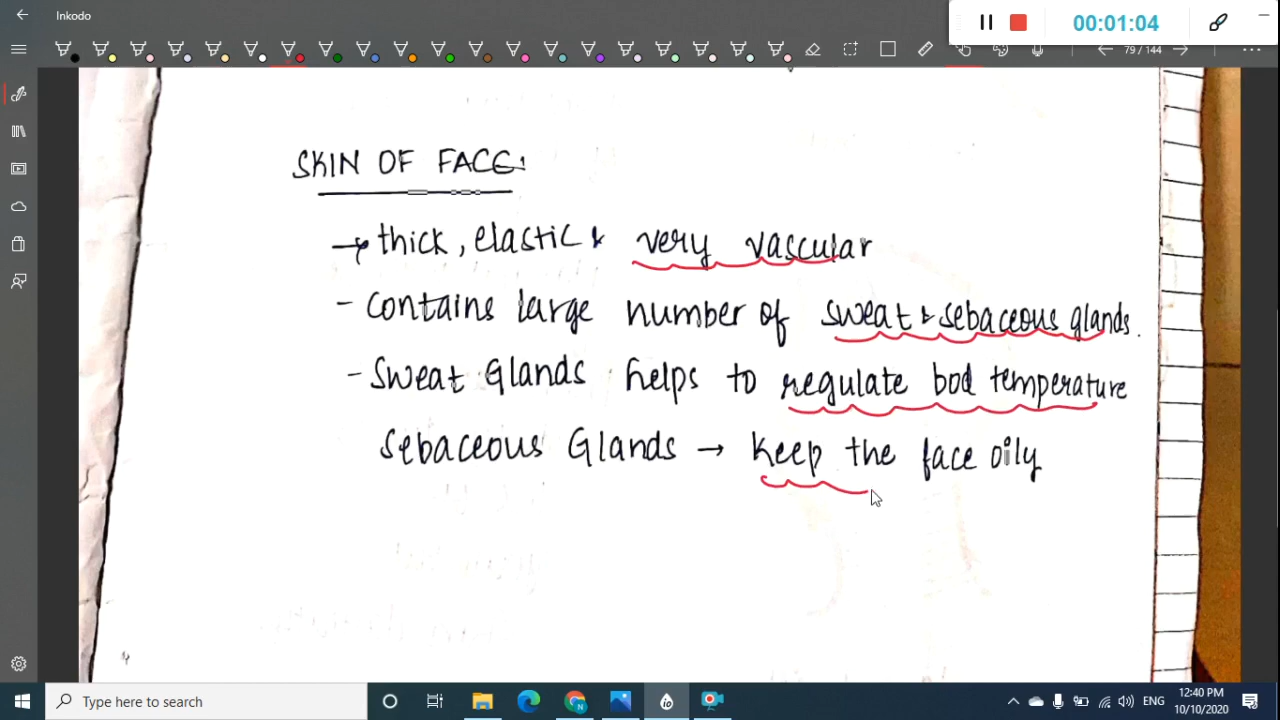 Inkodo
00:01:04
79 / 144
SKIN OF FACE:
→ thick, elastic & very vascular
- contains large number of sweat & sebaceous glands.
- Sweat Glands helps to regulate bod temperature
Sebaceous Glands → keep the face oily
Type here to search
ENG
12:40 PM
10/10/2020